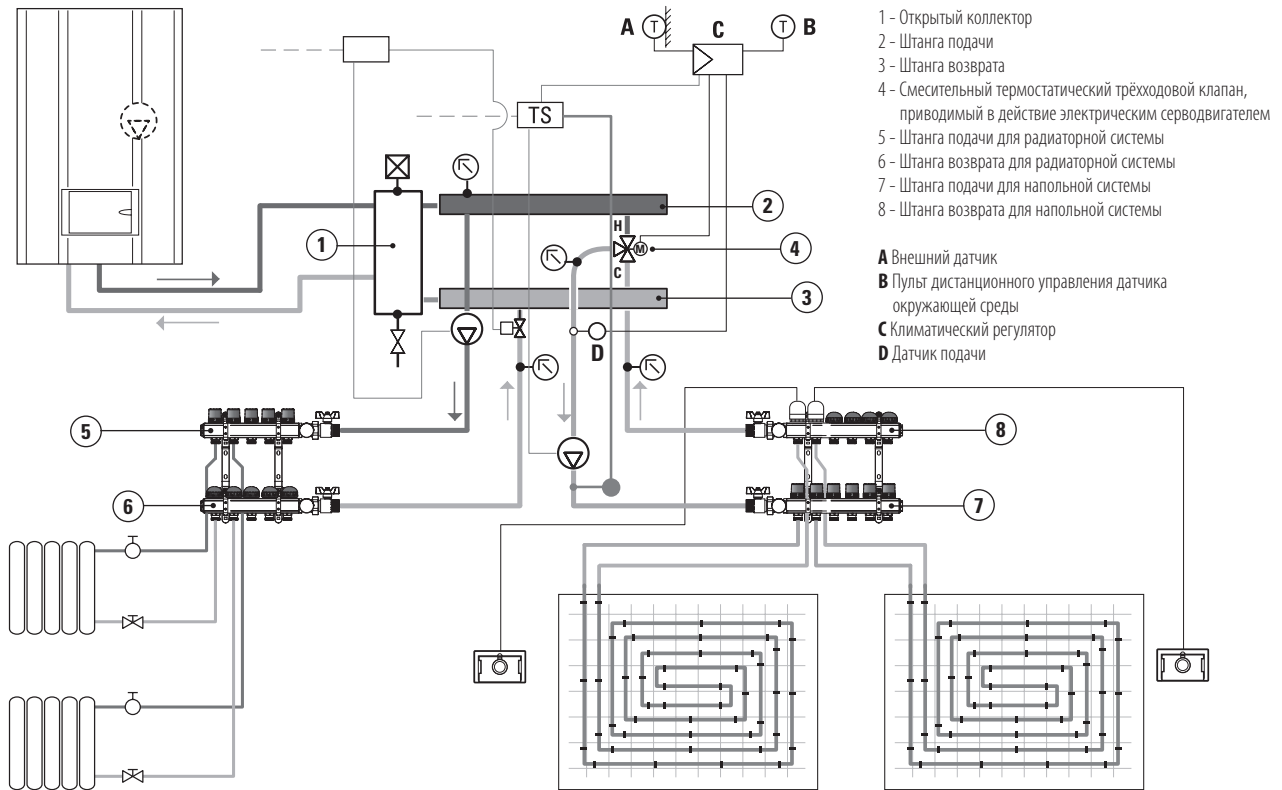 A
T
C
T
B
TS
H
M
C
D
1
2
3
4
5
6
7
8
1 - Открытый коллектор
2 - Штанга подачи
3 - Штанга возврата
4 - Смесительный термостатический трёхходовой клапан,
приводимый в действие электрическим серводвигателем
5 - Штанга подачи для радиаторной системы
6 - Штанга возврата для радиаторной системы
7 - Штанга подачи для напольной системы
8 - Штанга возврата для напольной системы
A Внешний датчик
B Пульт дистанционного управления датчика
окружающей среды
C Климатический регулятор
D Датчик подачи